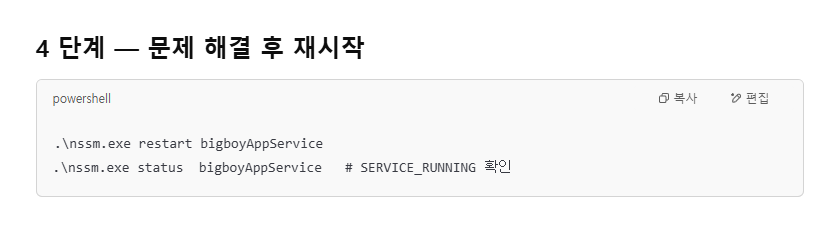 4 단계 — 문제 해결 후 재시작
powershell 복사 편집
.\nssm.exe restart bigboyAppService
.\nssm.exe status  bigboyAppService   # SERVICE_RUNNING 확인